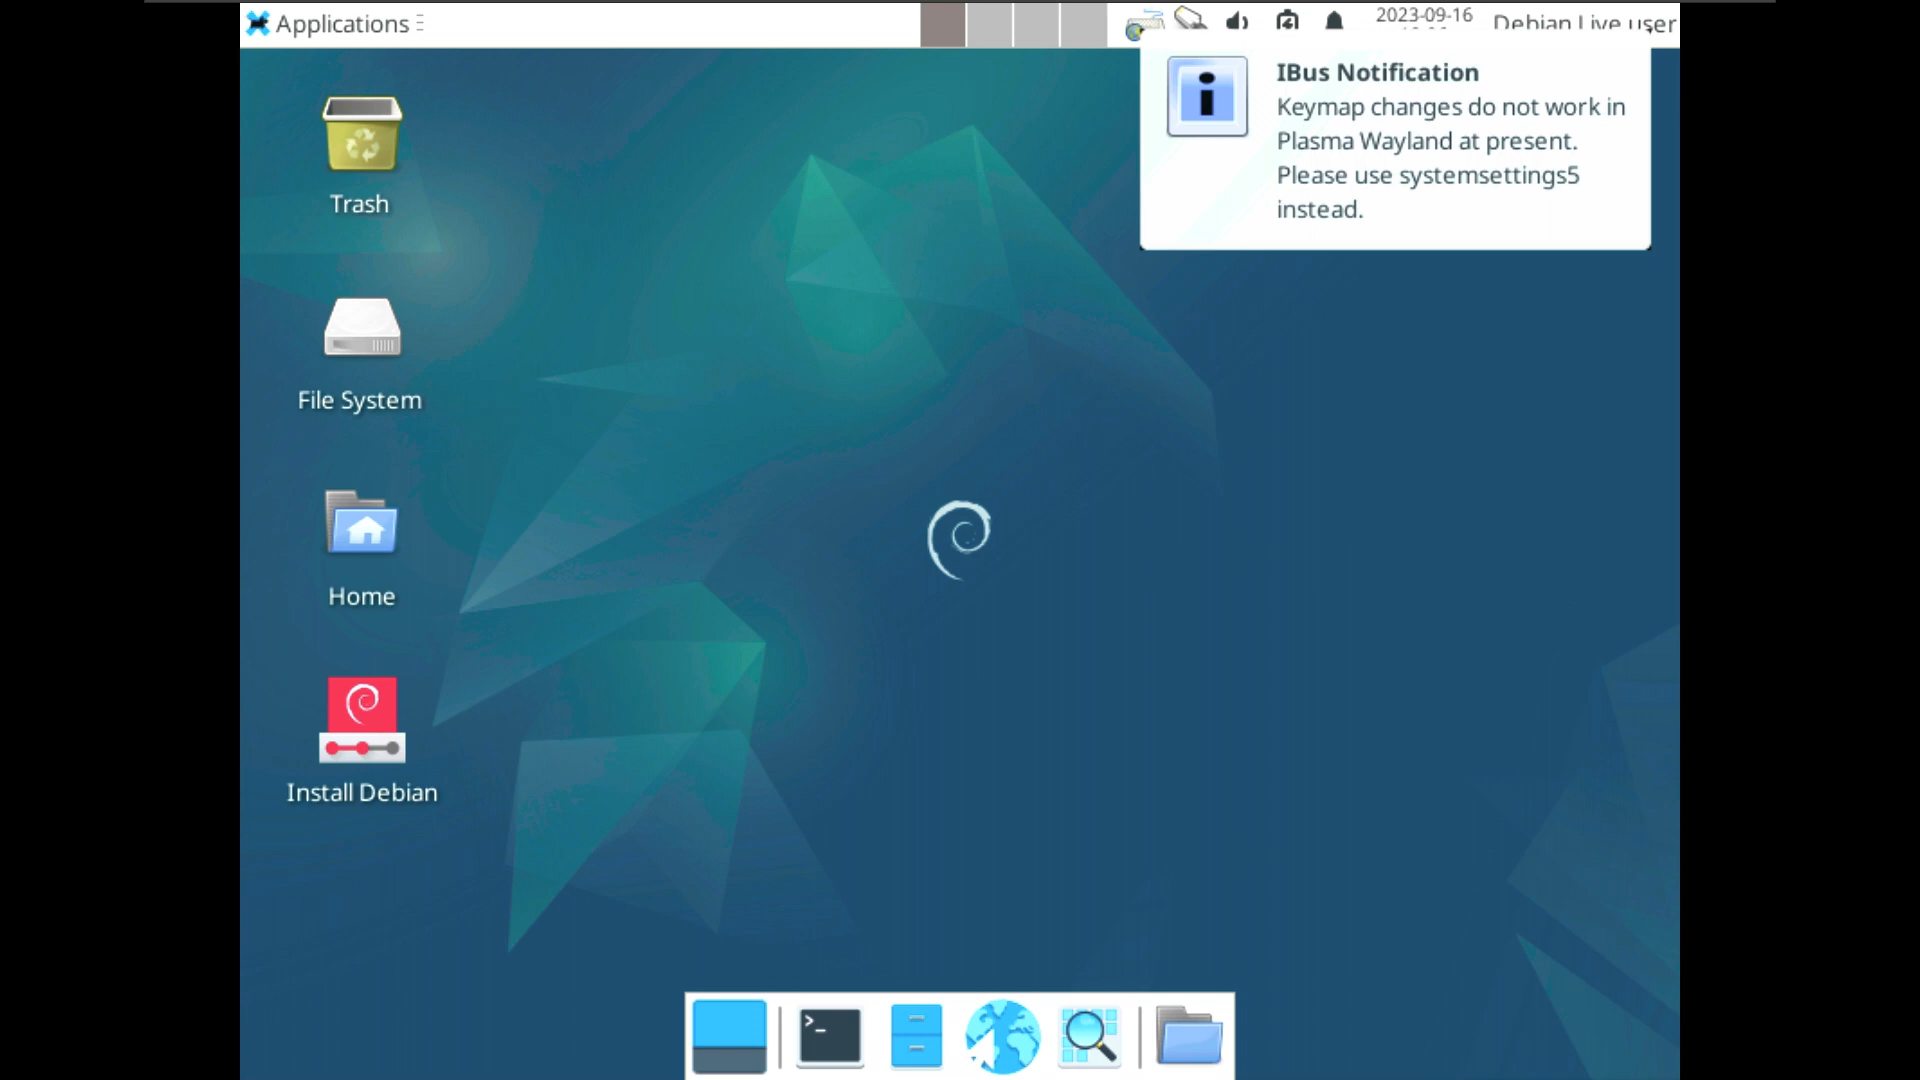 Applications
2023-09-16
Debian Live user
IBus Notification
Keymap changes do not work in
Plasma Wayland at present.
Please use systemsettings5
instead.
Trash
File System
Home
Install Debian
>_